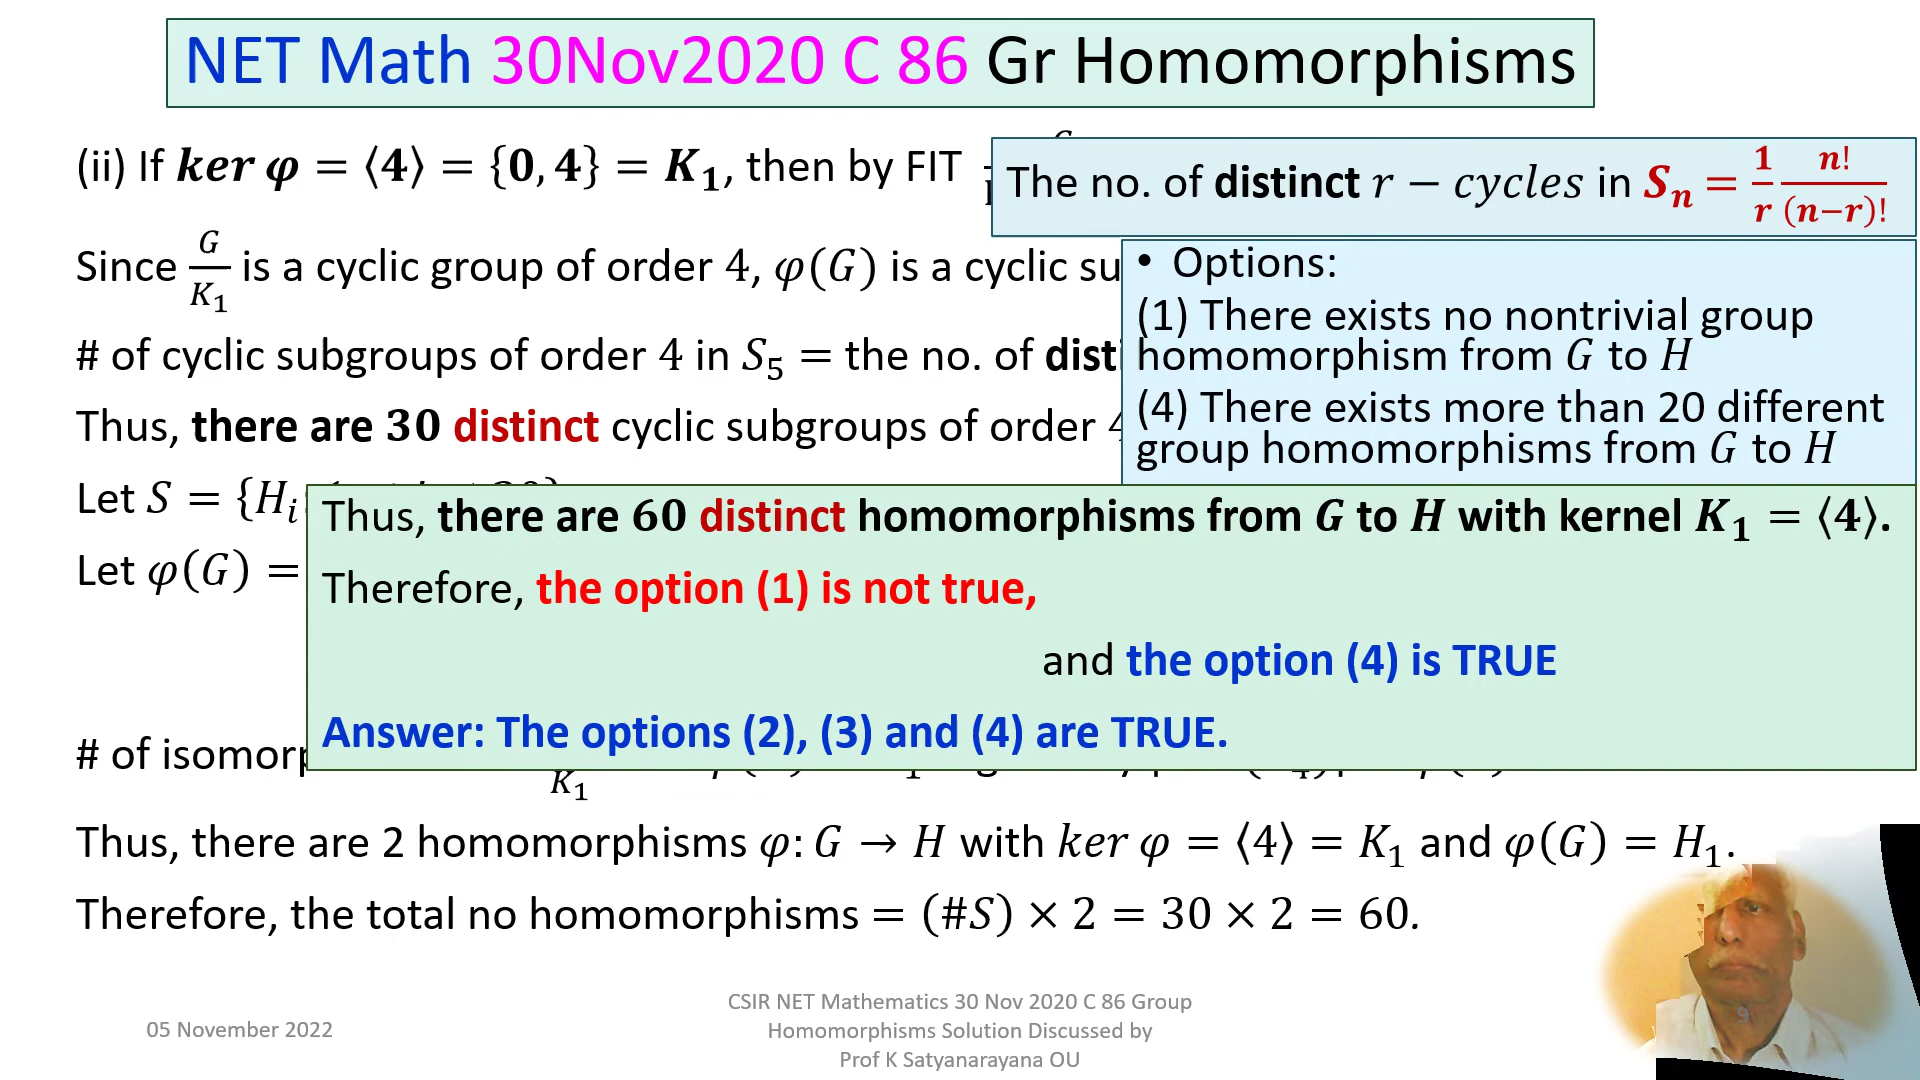 NET Math 30Nov2020 C 86 Gr Homomorphisms
(ii) If ker φ = ⟨4⟩ = {0, 4} = K₁, then by FIT
The no. of distinct r − cycles in Sₙ = 1/r n!/(n−r)!
Since G/K₁ is a cyclic group of order 4, φ(G) is a cyclic su
• Options:
(1) There exists no nontrivial group
homomorphism from G to H
(4) There exists more than 20 different
group homomorphisms from G to H
# of cyclic subgroups of order 4 in S₅ = the no. of disti
Thus, there are 30 distinct cyclic subgroups of order 4
Let S = {Hᵢ:
Let φ(G) =
Thus, there are 60 distinct homomorphisms from G to H with kernel K₁ = ⟨4⟩.
Therefore, the option (1) is not true,
and the option (4) is TRUE
Answer: The options (2), (3) and (4) are TRUE.
# of isomorp
K₁
Thus, there are 2 homomorphisms φ: G → H with ker φ = ⟨4⟩ = K₁ and φ(G) = H₁.
Therefore, the total no homomorphisms = (#S) × 2 = 30 × 2 = 60.
05 November 2022
CSIR NET Mathematics 30 Nov 2020 C 86 Group
Homomorphisms Solution Discussed by
Prof K Satyanarayana OU
9